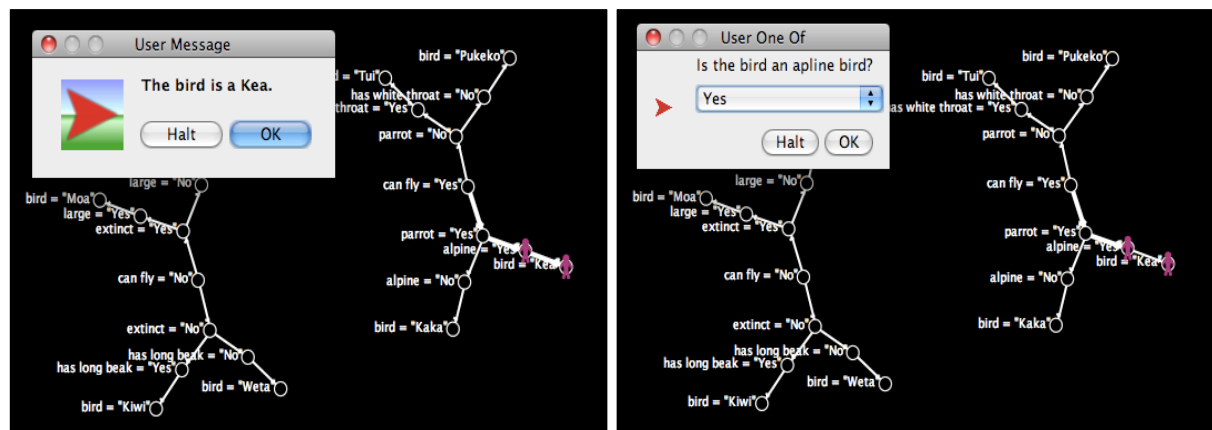 User Message
The bird is a Kea.
Halt
OK
bird = "Pukeko"
= "Tui"
has white throat = "No"
throat = "Yes
parrot = "No"
large = "No"
can fly = "Yes"
bird = "Moa"
large = "Yes"
extinct = "Yes"
parrot = "Yes"
alpine = "Yes"
bird = "Kea"
can fly = "No"
alpine = "No"
extinct = "No"
bird = "Kaka"
has long beak = "No"
has long beak = "Yes"
bird = "Weta"
bird = "Kiwi"
User One Of
Is the bird an apline bird?
Yes
Halt
OK
bird = "Pukeko"
bird = "Tui"
has white throat = "No"
has white throat = "Yes
parrot = "No"
large = "No"
can fly = "Yes"
bird = "Moa"
large = "Yes"
extinct = "Yes"
parrot = "Yes"
alpine = "Yes"
bird = "Kea"
can fly = "No"
alpine = "No"
extinct = "No"
bird = "Kaka"
has long beak = "No"
has long beak = "Yes"
bird = "Weta"
bird = "Kiwi"